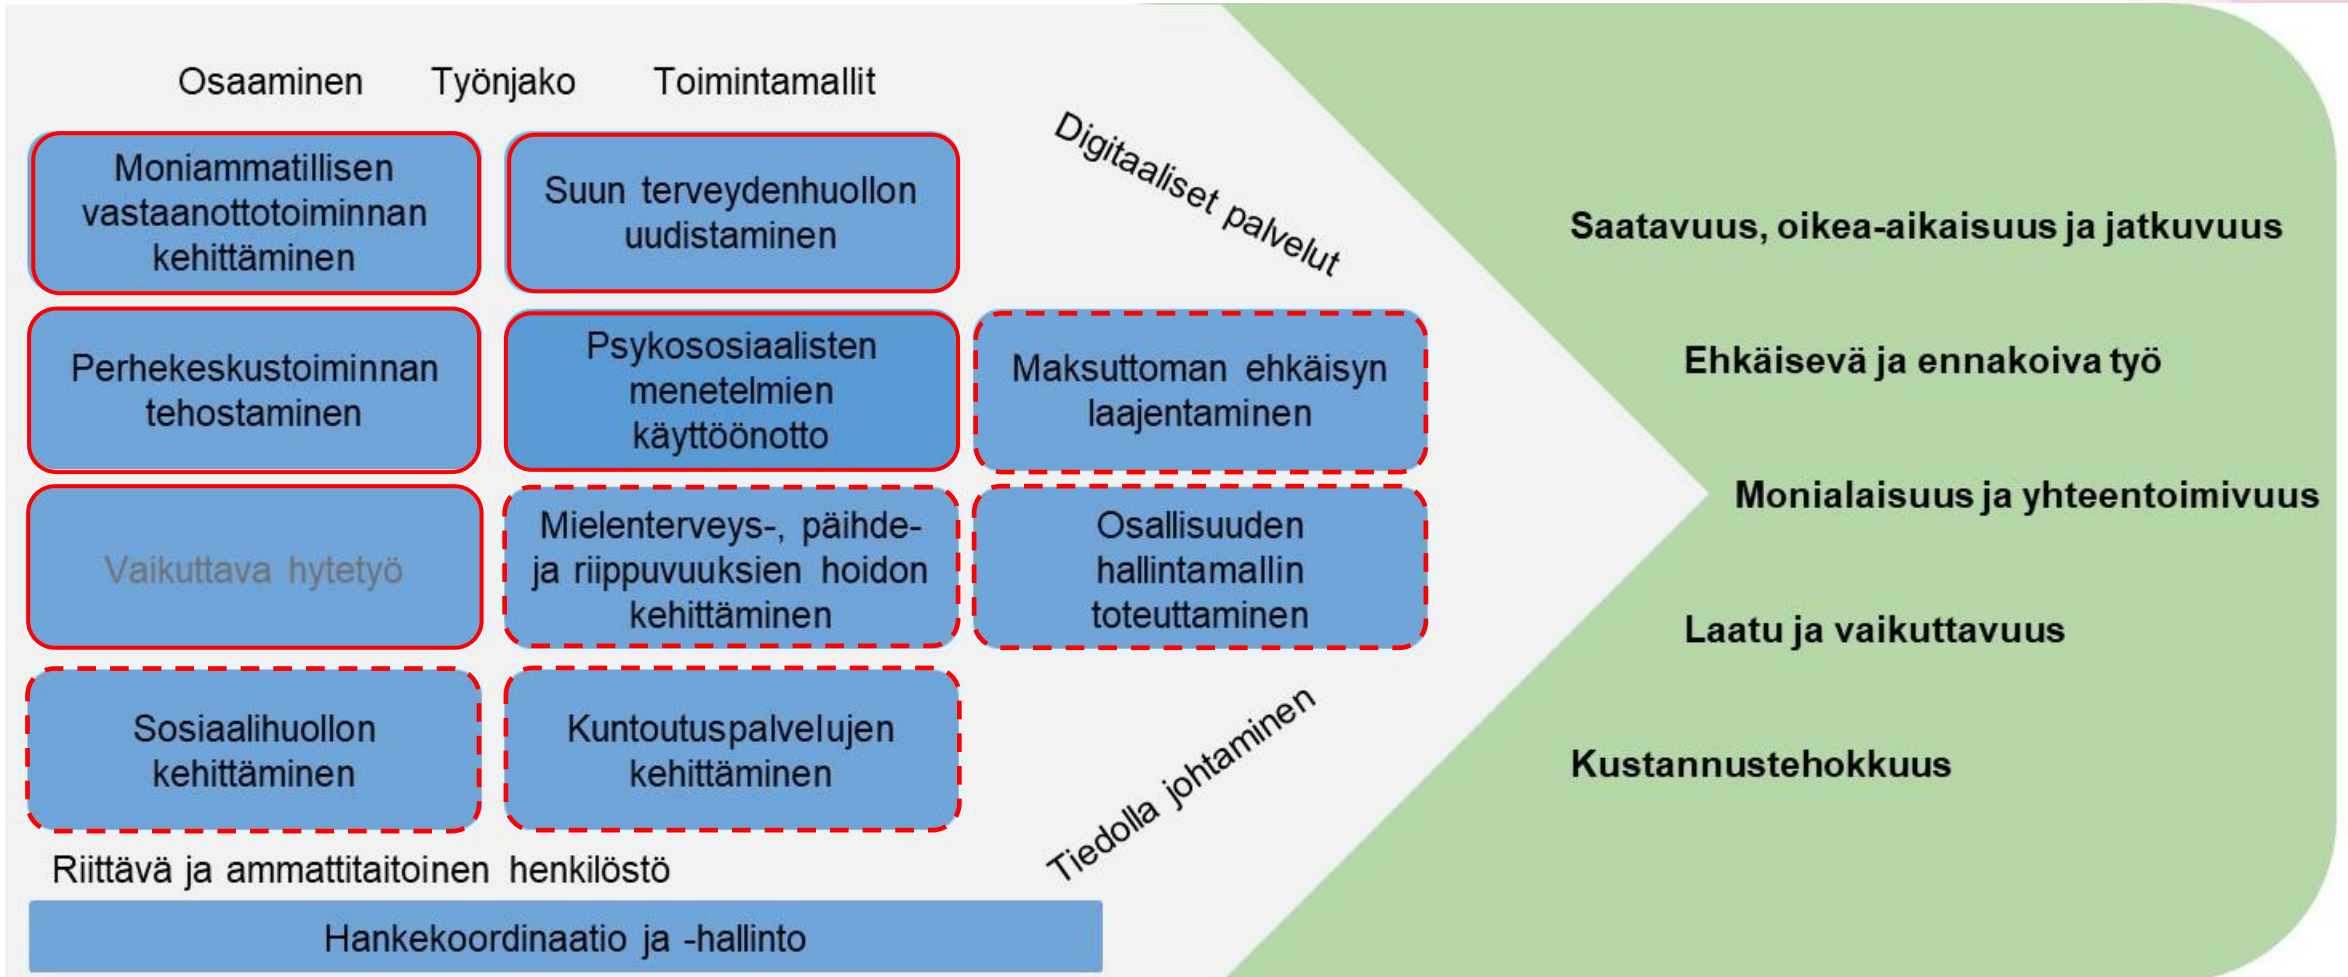 Osaaminen
Työnjako
Toimintamallit
Moniammatillisen
vastaanottotoiminnan
kehittäminen
Suun terveydenhuollon
uudistaminen
Digitaaliset palvelut
Perhekeskustoiminnan
tehostaminen
Psykososiaalisten
menetelmien
käyttöönotto
Maksuttoman ehkäisyn
laajentaminen
Vaikuttava hytetyö
Mielenterveys-, päihde-
ja riippuvuuksien hoidon
kehittäminen
Osallisuuden
hallintamallin
toteuttaminen
Sosiaalihuollon
kehittäminen
Kuntoutuspalvelujen
kehittäminen
Tiedolla johtaminen
Riittävä ja ammattitaitoinen henkilöstö
Hankekoordinaatio ja -hallinto
Saatavuus, oikea-aikaisuus ja jatkuvuus
Ehkäisevä ja ennakoiva työ
Monialaisuus ja yhteentoimivuus
Laatu ja vaikuttavuus
Kustannustehokkuus